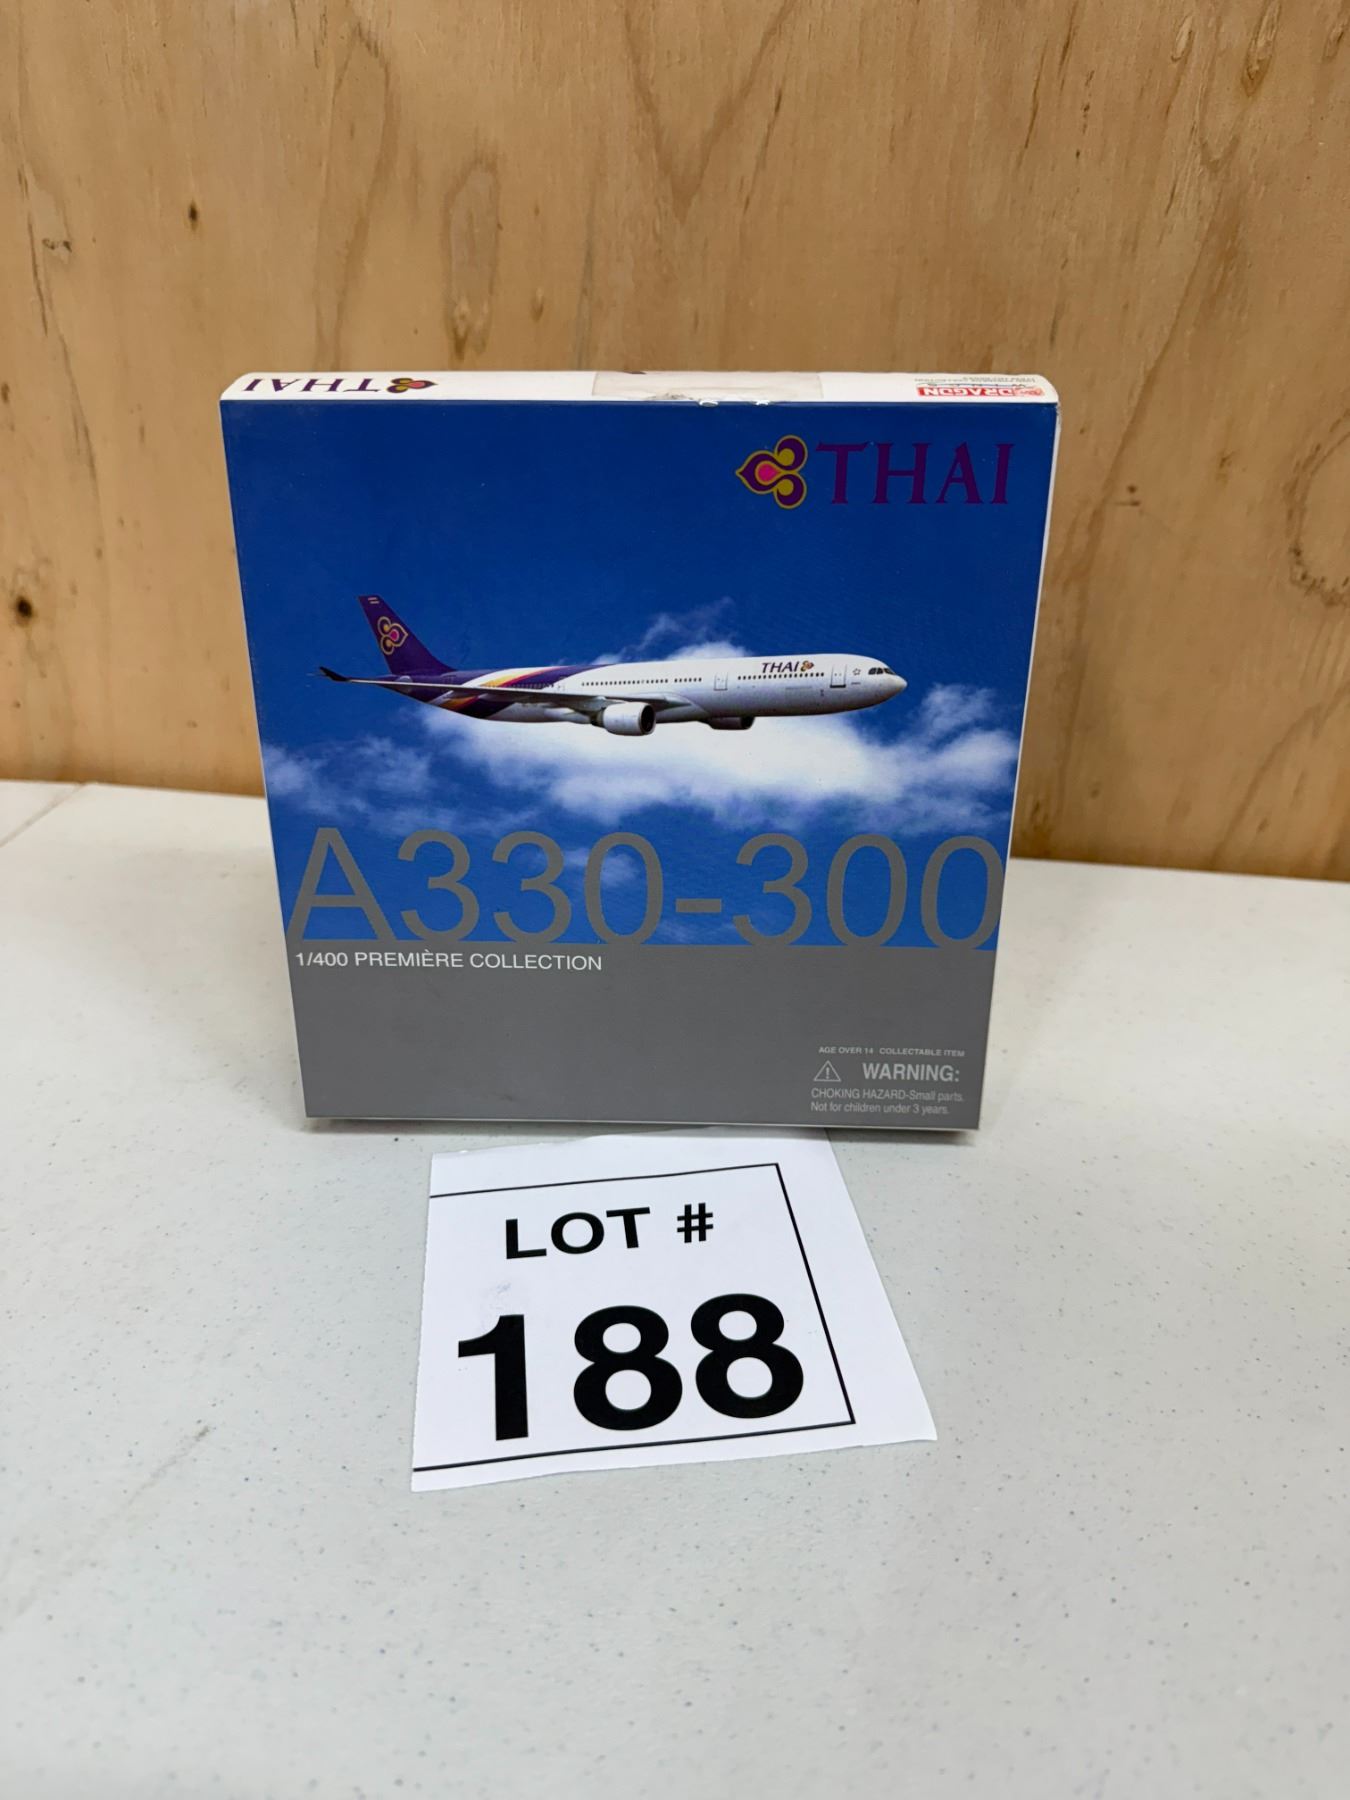 THAI
DRAGON
THAI
THAI
A330-300
1/400 PREMIÈRE COLLECTION
AGE OVER 14 COLLECTABLE ITEM
WARNING:
CHOKING HAZARD-Small parts.
Not for children under 3 years.
LOT #
188